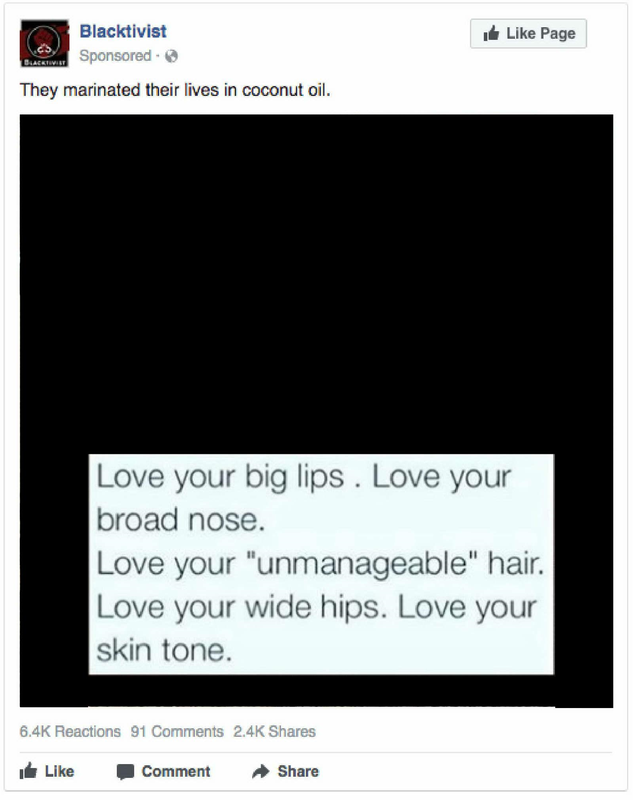 Blacktivist
Sponsored ·
Like Page
BLACKTIVIST
They marinated their lives in coconut oil.
Love your big lips . Love your
broad nose.
Love your "unmanageable" hair.
Love your wide hips. Love your
skin tone.
6.4K Reactions 91 Comments 2.4K Shares
Like Comment Share